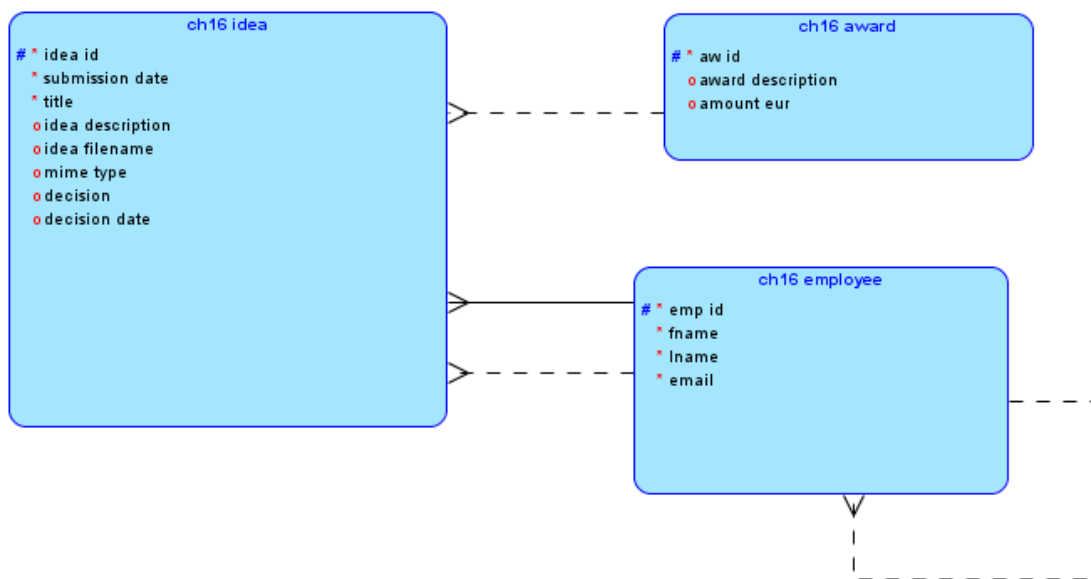 ch16 idea
# * idea id
* submission date
* title
o idea description
o idea filename
o mime type
o decision
o decision date
ch16 award
# * aw id
o award description
o amount eur
ch16 employee
# * emp id
* fname
* lname
* email